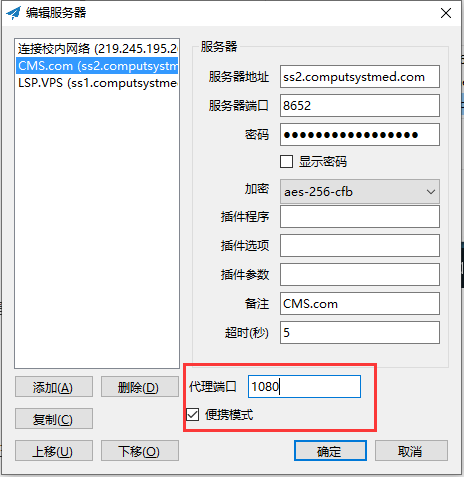 编辑服务器
连接校内网络 (219.245.195.2
CMS.com (ss2.computsystm
LSP.VPS (ss1.computsystme
服务器
服务器地址 ss2.computsystmed.com
服务器端口 8652
密码 ●●●●●●●●●●●●●●●●●
显示密码
加密 aes-256-cfb
插件程序
插件选项
插件参数
备注 CMS.com
超时(秒) 5
代理端口 1080
便携模式
添加(A) 删除(D)
复制(C)
上移(U) 下移(O)
确定 取消